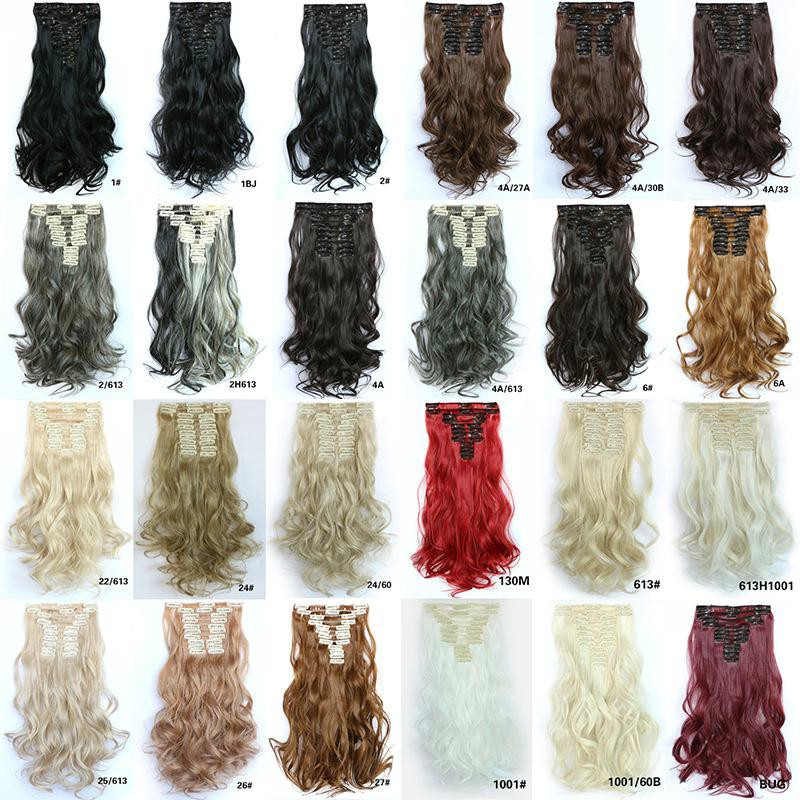 1#
1BJ
2#
4A/27A
4A/30B
4A/33
2/613
2H613
4A
4A/613
6#
6A
22/613
24#
24/60
130M
613#
613H1001
25/613
26#
27#
1001#
1001/60B
BUG